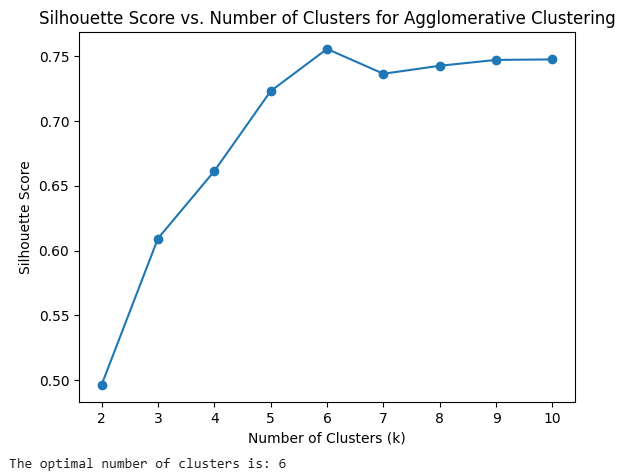 Silhouette Score vs. Number of Clusters for Agglomerative Clustering
0.75
0.70
0.65
0.60
0.55
0.50
Silhouette Score
2 3 4 5 6 7 8 9 10
Number of Clusters (k)
The optimal number of clusters is: 6